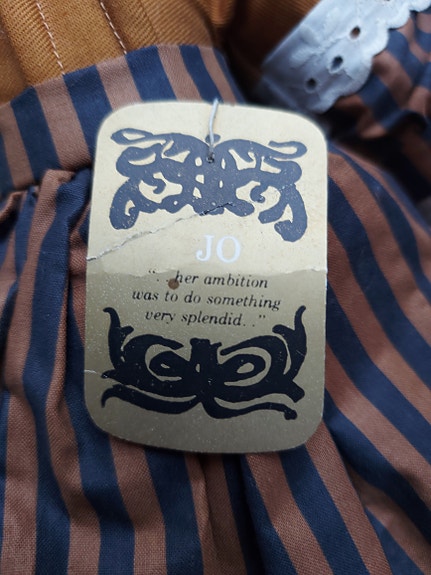 JO
". . her ambition
was to do something
very splendid. ."